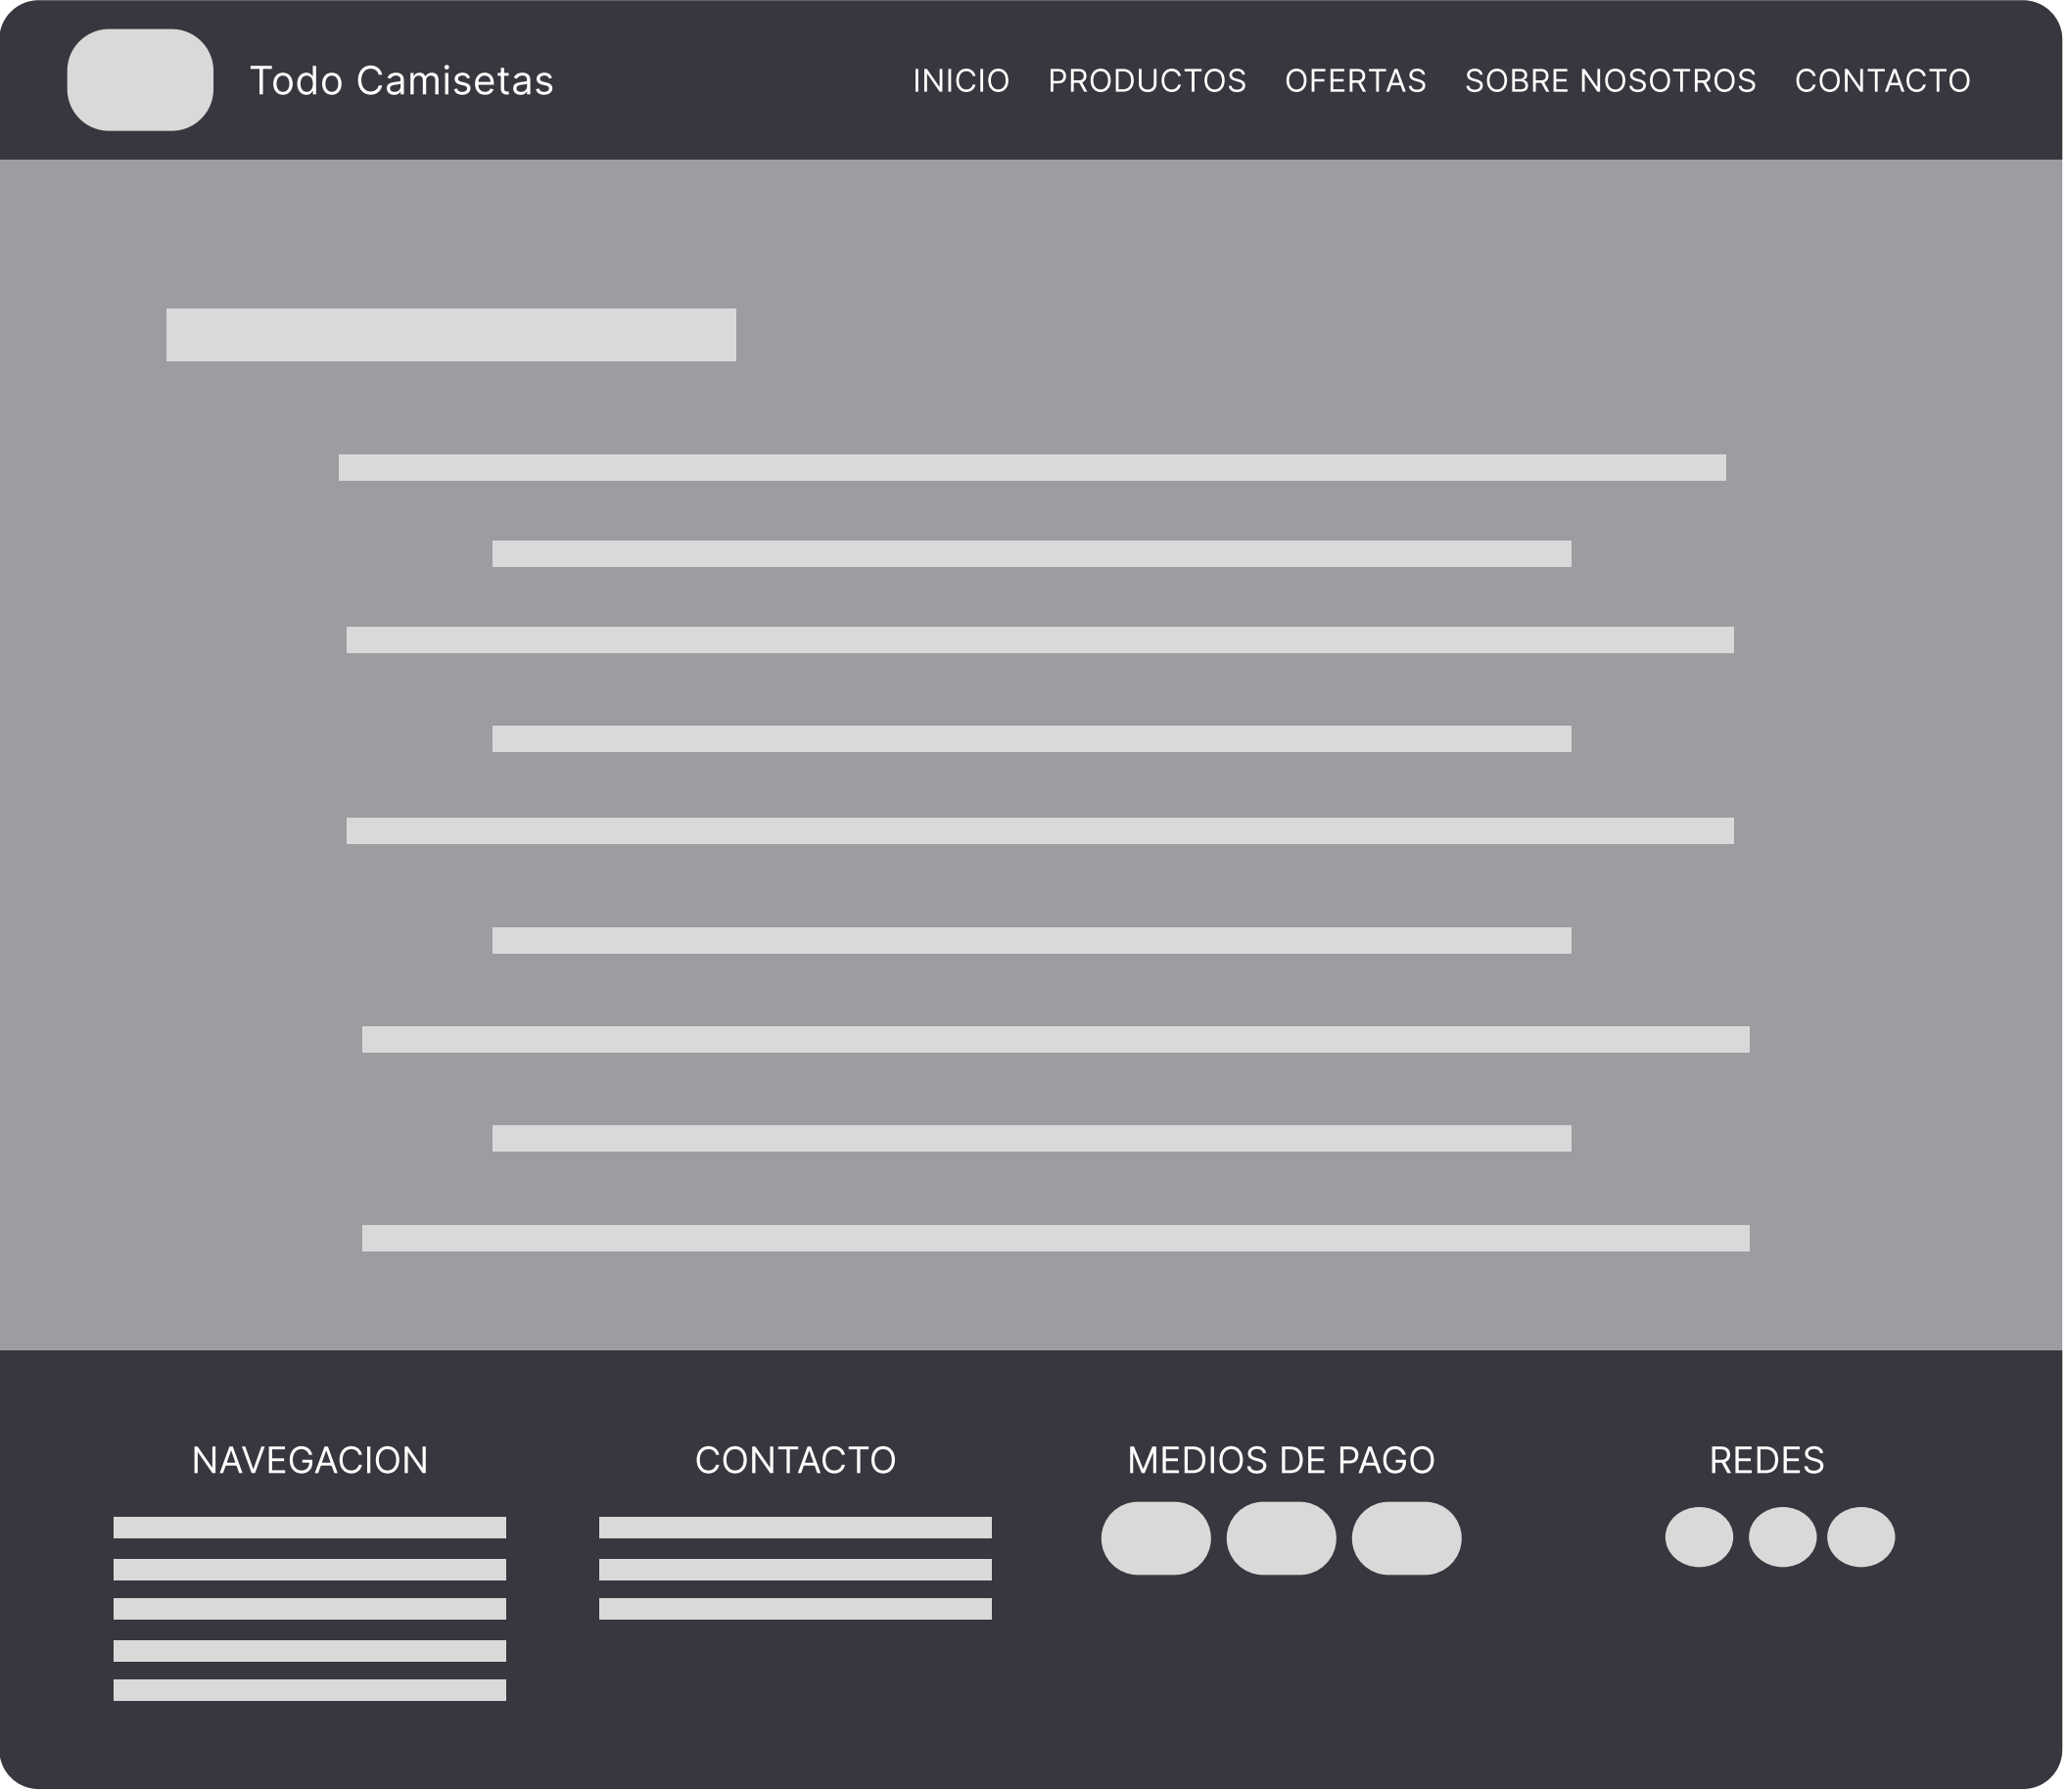 Todo Camisetas
INICIO PRODUCTOS OFERTAS SOBRE NOSOTROS CONTACTO
NAVEGACION CONTACTO MEDIOS DE PAGO REDES